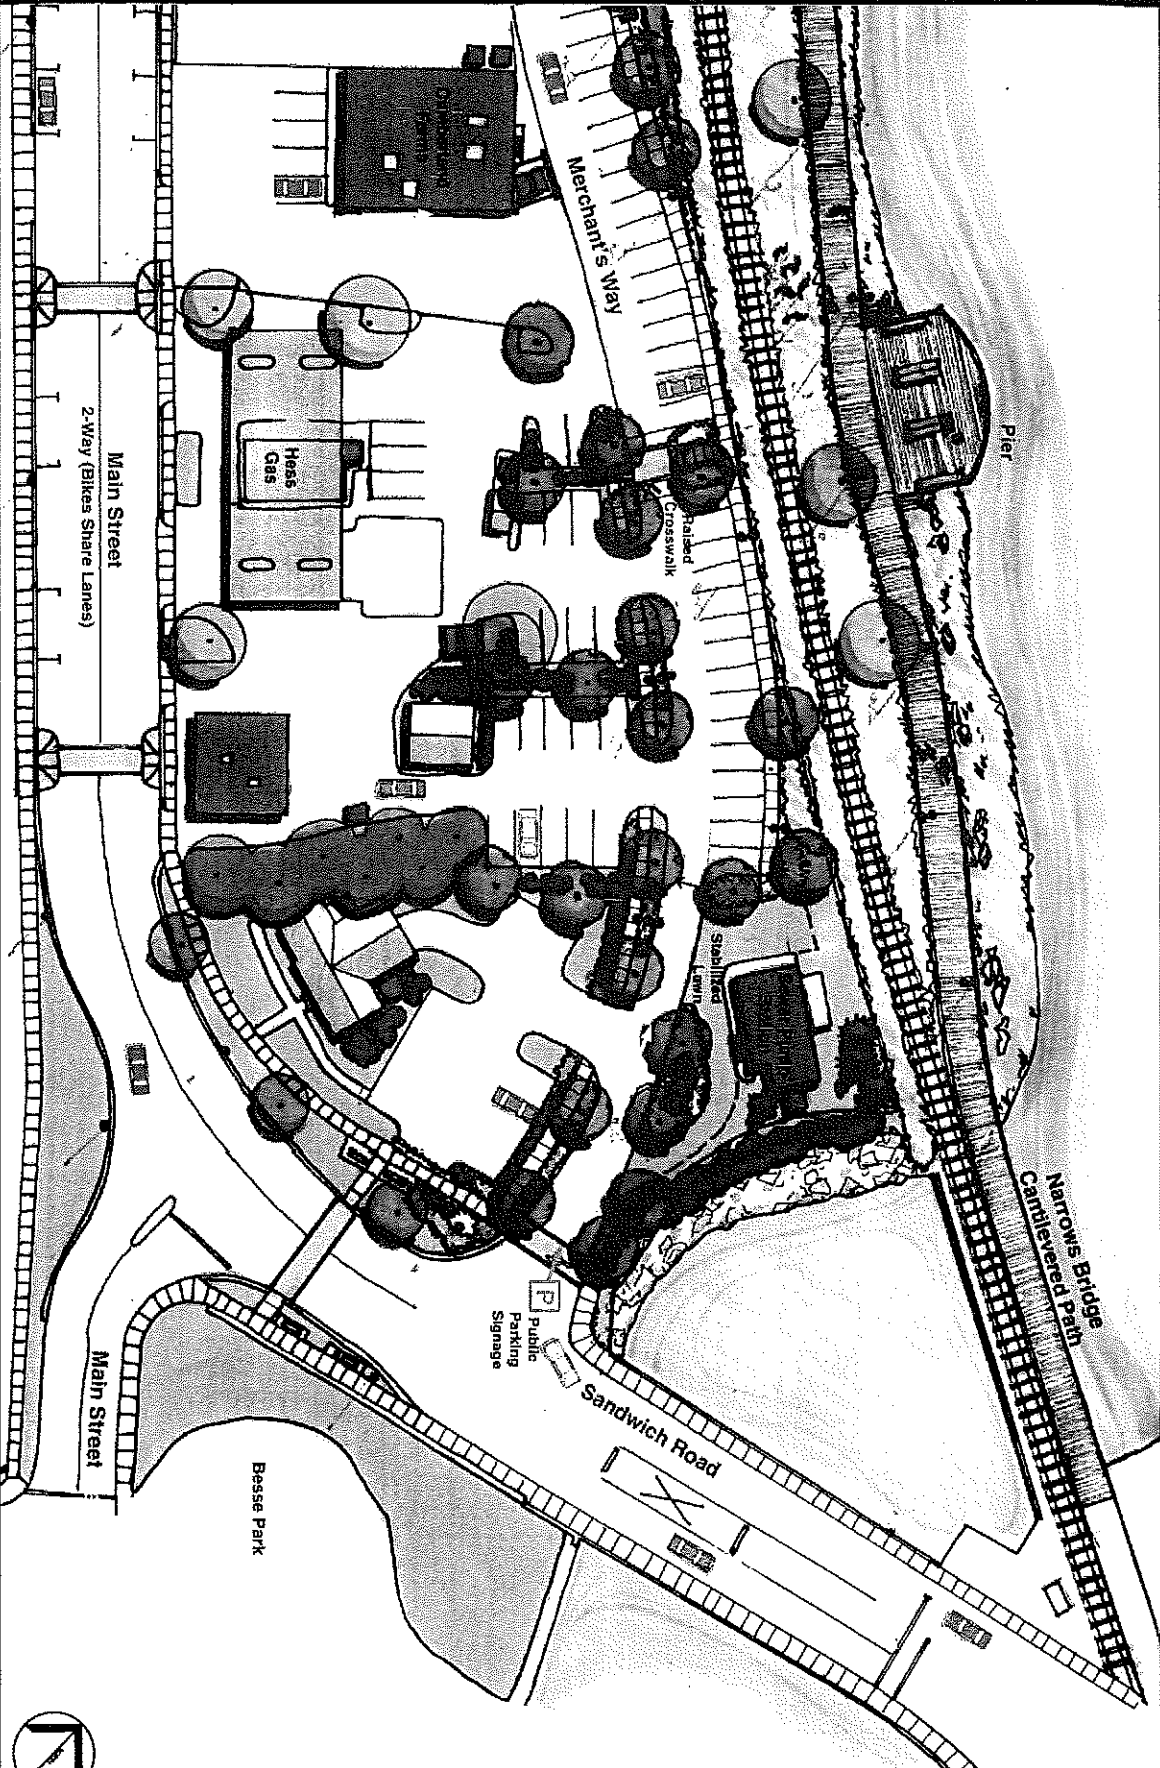 Merchant's Way
Pier
Main Street
2-Way (Bikes Share Lanes)
Hess
Gas
Raised
Crosswalk
Stabilized
Lawn
Narrows Bridge
Cantilevered Path
P
Public
Parking
Signage
Sandwich Road
Main Street
Besse Park